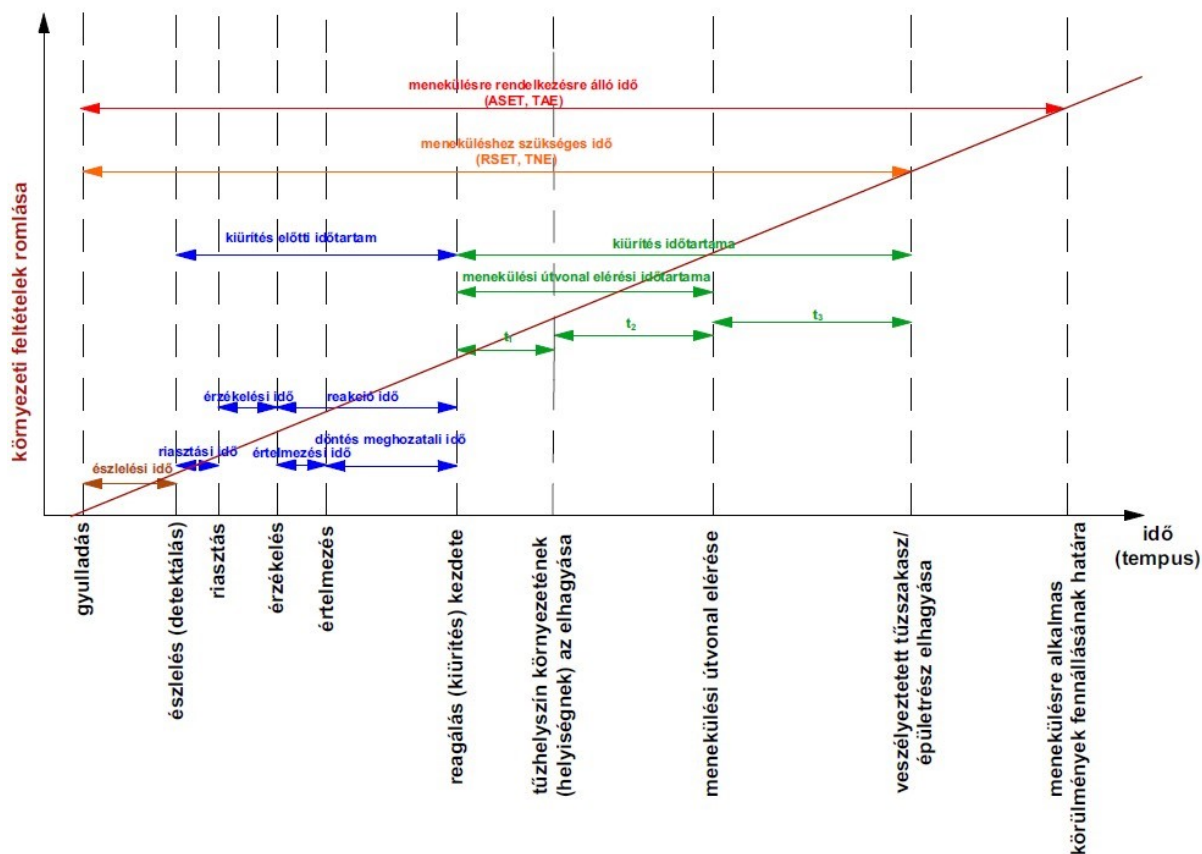 menekülésre rendelkezésre álló idő
(ASET, TAE)
meneküléshez szükséges idő
(RSET, TNE)
kiürítés előtti időtartam
kiürítés időtartama
menekülési útvonal elérési időtartama
t₁
t₂
t₃
érzékelési idő
reakció idő
riasztási idő
értelmezési idő
döntés meghozatali idő
észlelési idő
környezeti feltételek romlása
idő
(tempus)
gyulladás
észlelés (detektálás)
riasztás
érzékelés
értelmezés
reagálás (kiürítés) kezdete
tűzhelyszín környezetének
(helyiségnek) az elhagyása
menekülési útvonal elérése
veszélyeztetett tűzszakasz/
épületrész elhagyása
menekülésre alkalmas
körülmények fennállásának határa